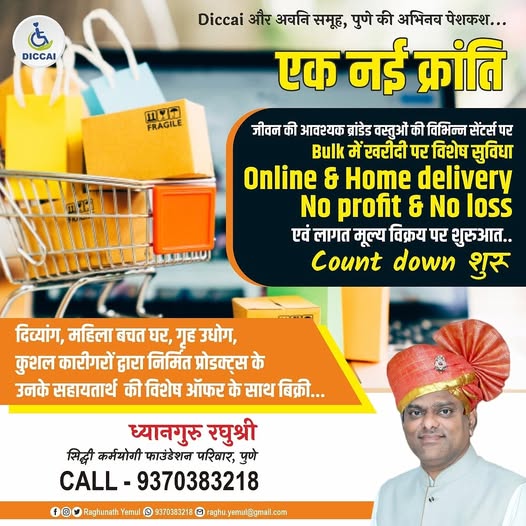 DICCAI
Diccai और अवनि समूह, पुणे की अभिनव पेशकश...
एक नई क्रांति
जीवन की आवश्यक ब्रांडेड वस्तुओं की विभिन्न सेंटर्स पर
Bulk में खरीदी पर विशेष सुविधा
Online & Home delivery
No profit & No loss
एवं लागत मूल्य विक्रय पर शुरुआत..
Count down शुरू
FRAGILE
दिव्यांग, महिला बचत घर, गृह उधोग,
कुशल कारीगरों द्वारा निर्मित प्रोडक्ट्स के
उनके सहायतार्थ की विशेष ऑफर के साथ बिक्री...
ध्यानगुरु रघुश्री
सिद्धी कर्मयोगी फाउंडेशन परिवार, पुणे
CALL - 9370383218
Raghunath Yemul 9370383218 raghu.yemul@gmail.com